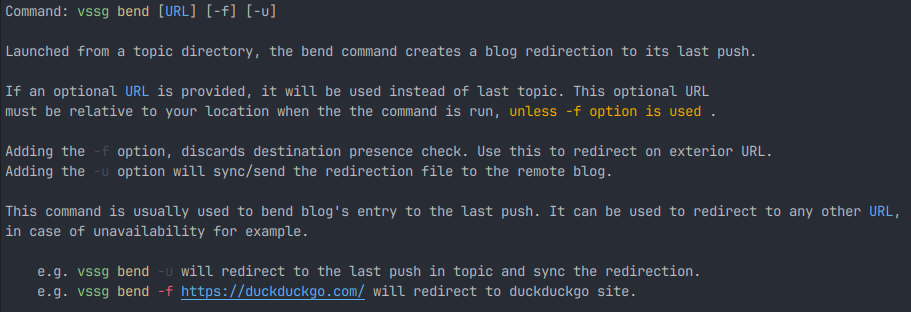 Command: vssg bend [URL] [-f] [-u]
Launched from a topic directory, the bend command creates a blog redirection to its last push.
If an optional URL is provided, it will be used instead of last topic. This optional URL
must be relative to your location when the the command is run, unless -f option is used .
Adding the -f option, discards destination presence check. Use this to redirect on exterior URL.
Adding the -u option will sync/send the redirection file to the remote blog.
This command is usually used to bend blog's entry to the last push. It can be used to redirect to any other URL,
in case of unavailability for example.
e.g. vssg bend -u will redirect to the last push in topic and sync the redirection.
e.g. vssg bend -f https://duckduckgo.com/ will redirect to duckduckgo site.